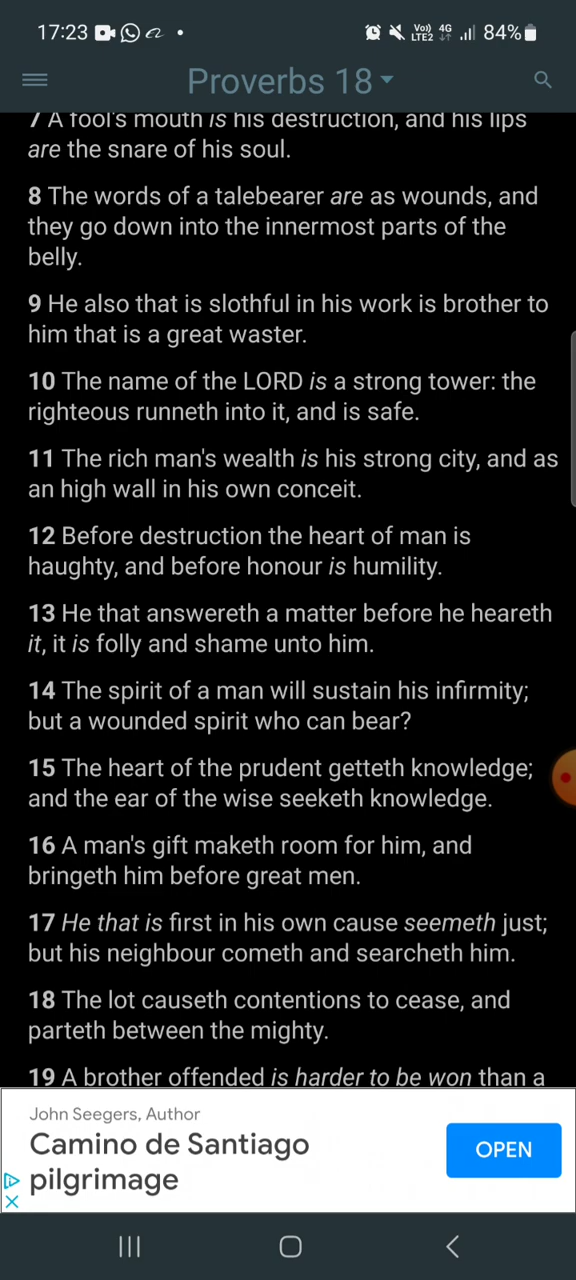 17:23
Vo)) 4G
LTE2 84%
Proverbs 18
7 A fool's mouth is his destruction, and his lips
are the snare of his soul.
8 The words of a talebearer are as wounds, and
they go down into the innermost parts of the
belly.
9 He also that is slothful in his work is brother to
him that is a great waster.
10 The name of the LORD is a strong tower: the
righteous runneth into it, and is safe.
11 The rich man's wealth is his strong city, and as
an high wall in his own conceit.
12 Before destruction the heart of man is
haughty, and before honour is humility.
13 He that answereth a matter before he heareth
it, it is folly and shame unto him.
14 The spirit of a man will sustain his infirmity;
but a wounded spirit who can bear?
15 The heart of the prudent getteth knowledge;
and the ear of the wise seeketh knowledge.
16 A man's gift maketh room for him, and
bringeth him before great men.
17 He that is first in his own cause seemeth just;
but his neighbour cometh and searcheth him.
18 The lot causeth contentions to cease, and
parteth between the mighty.
19 A brother offended is harder to be won than a
John Seegers, Author
Camino de Santiago
pilgrimage
OPEN